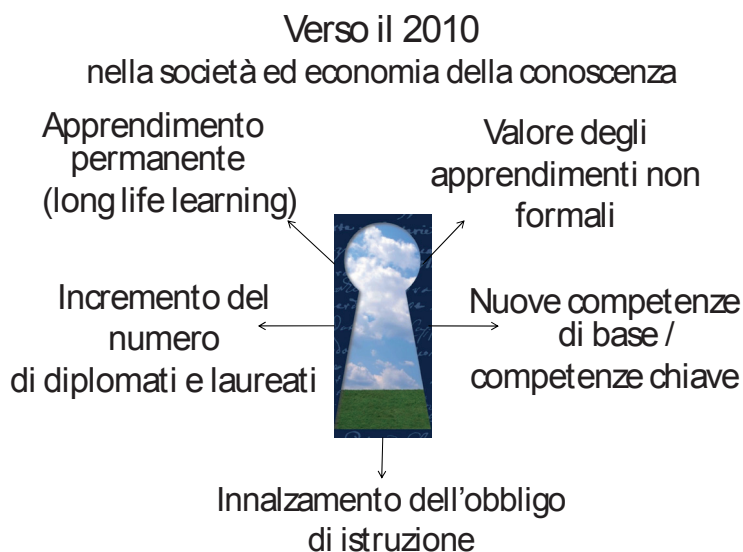 Verso il 2010
nella società ed economia della conoscenza
Apprendimento
permanente
(long life learning)
Valore degli
apprendimenti non
formali
Incremento del
numero
di diplomati e laureati
Nuove competenze
di base /
competenze chiave
Innalzamento dell'obbligo
di istruzione